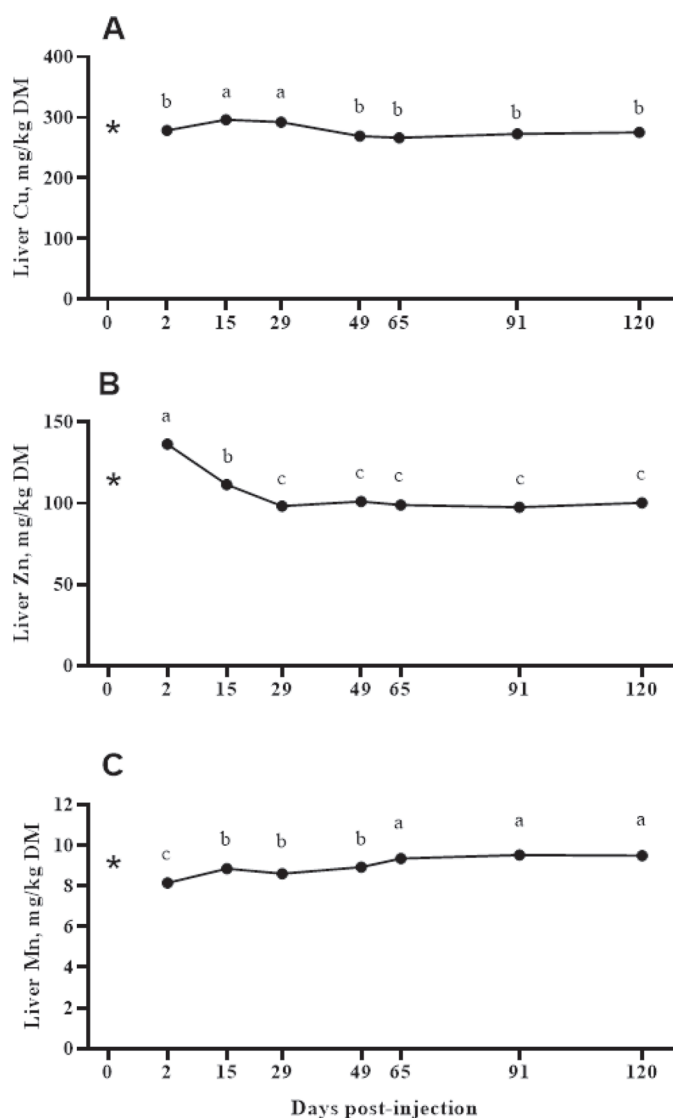 A
400
b a a b b b b
300
*
200
100
0
0 2 15 29 49 65 91 120
Liver Cu, mg/kg DM
B
150
a
b
c c c c c
*
100
50
0
0 2 15 29 49 65 91 120
Liver Zn, mg/kg DM
C
12
c b b b a a a
10
*
8
6
4
2
0
0 2 15 29 49 65 91 120
Liver Mn, mg/kg DM
Days post-injection